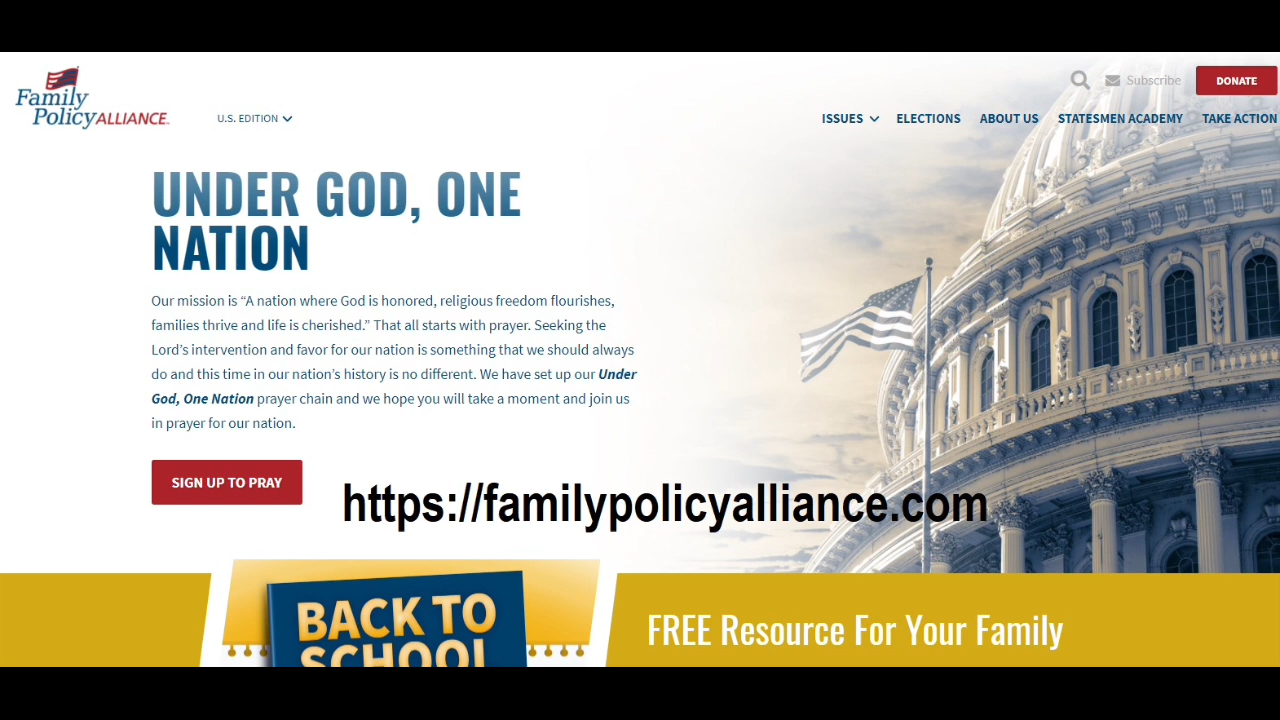 Family
Policy ALLIANCE.
U.S. EDITION
Subscribe
DONATE
ISSUES ELECTIONS ABOUT US STATESMEN ACADEMY TAKE ACTION
UNDER GOD, ONE
NATION
Our mission is “A nation where God is honored, religious freedom flourishes,
families thrive and life is cherished.” That all starts with prayer. Seeking the
Lord’s intervention and favor for our nation is something that we should always
do and this time in our nation’s history is no different. We have set up our Under
God, One Nation prayer chain and we hope you will take a moment and join us
in prayer for our nation.
SIGN UP TO PRAY
https://familypolicyalliance.com
BACK TO
SCHOOL
FREE Resource For Your Family